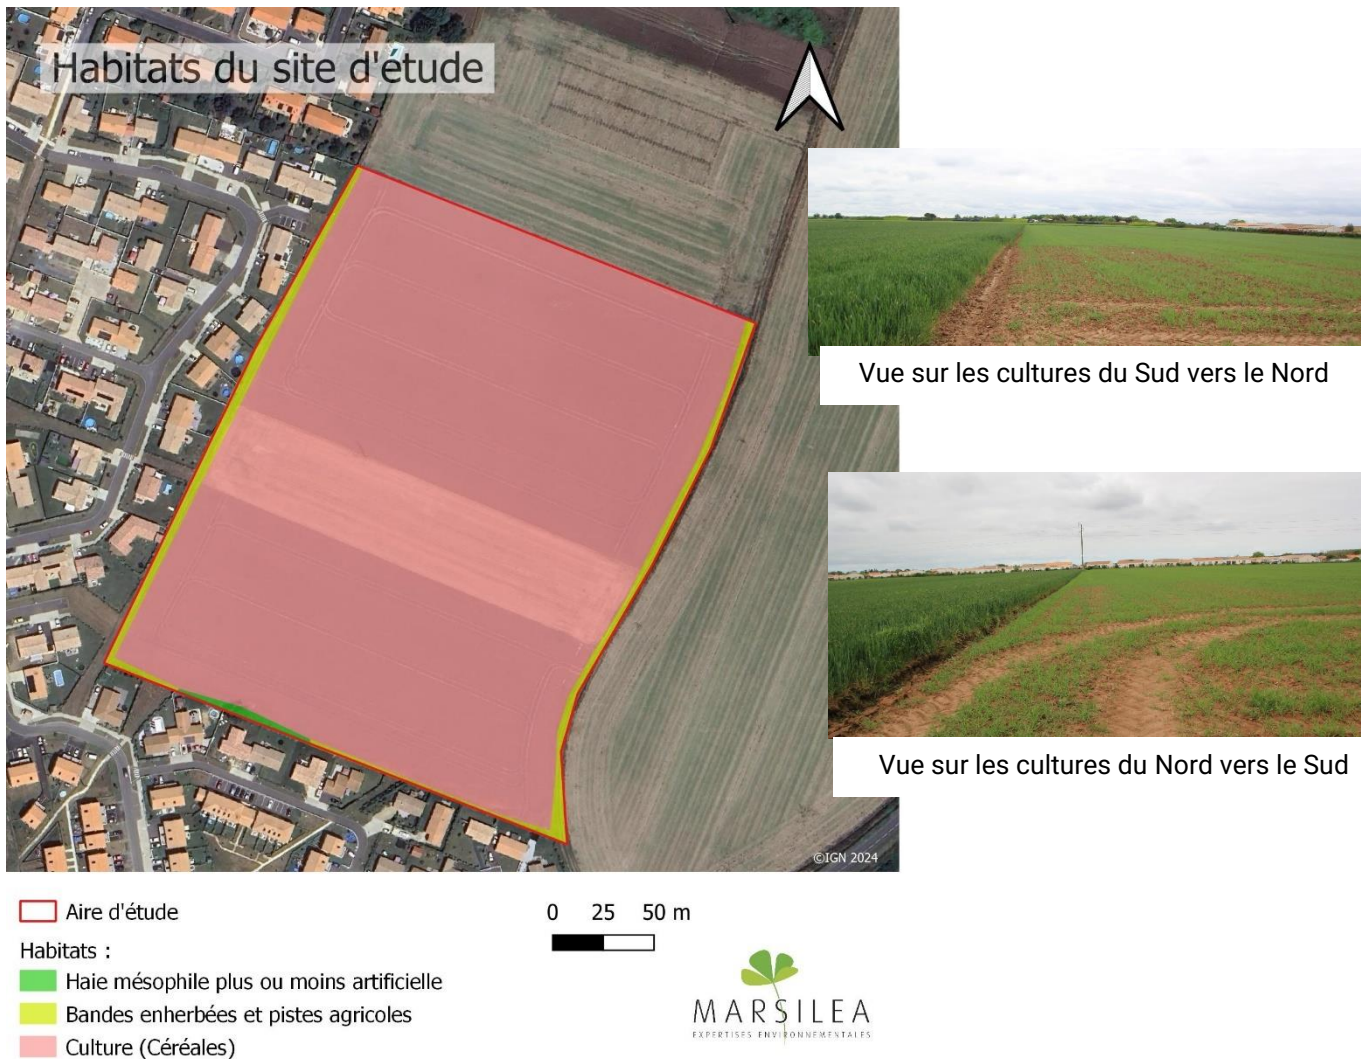 Habitats du site d'étude
Vue sur les cultures du Sud vers le Nord
Vue sur les cultures du Nord vers le Sud
©IGN 2024
Aire d'étude
0 25 50 m
Habitats :
Haie mésophile plus ou moins artificielle
Bandes enherbées et pistes agricoles
Culture (Céréales)
MARSILEA
EXPERTISES ENVIRONNEMENTALES